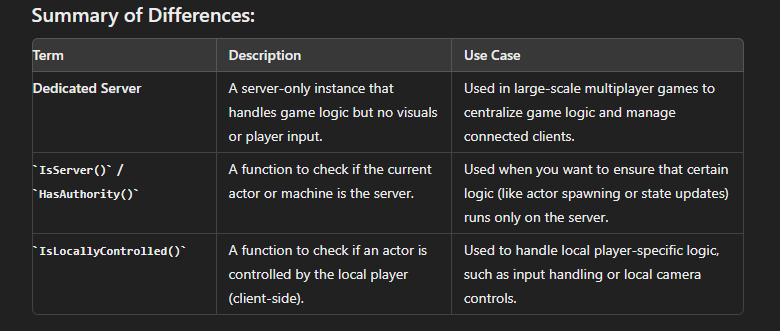 Summary of Differences:
Term Description Use Case
Dedicated Server A server-only instance that Used in large-scale multiplayer games to
handles game logic but no visuals centralize game logic and manage
or player input. connected clients.
`IsServer()` / A function to check if the current Used when you want to ensure that certain
`HasAuthority()` actor or machine is the server. logic (like actor spawning or state updates)
runs only on the server.
`IsLocallyControlled()` A function to check if an actor is Used to handle local player-specific logic,
controlled by the local player such as input handling or local camera
(client-side). controls.